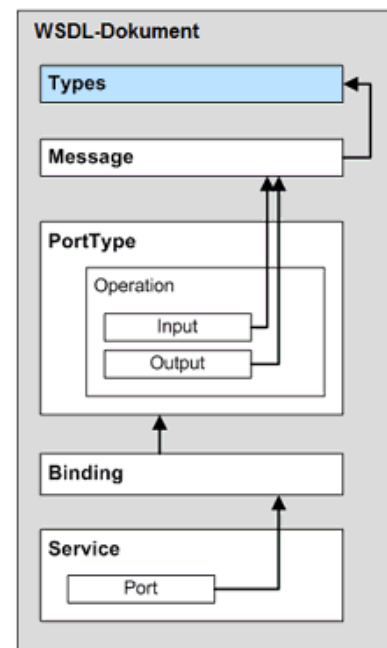 WSDL-Dokument
Types
Message
PortType
Operation
Input
Output
Binding
Service
Port